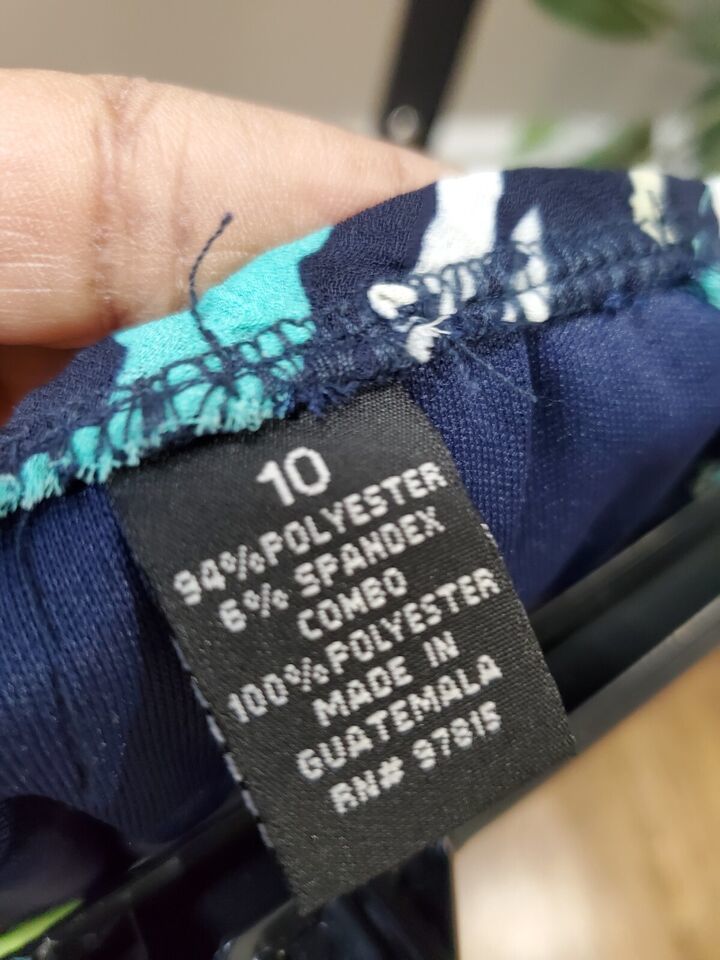 10
94% POLYESTER
6% SPANDEX
COMBO
100% POLYESTER
MADE IN
GUATEMALA
RN# 97815